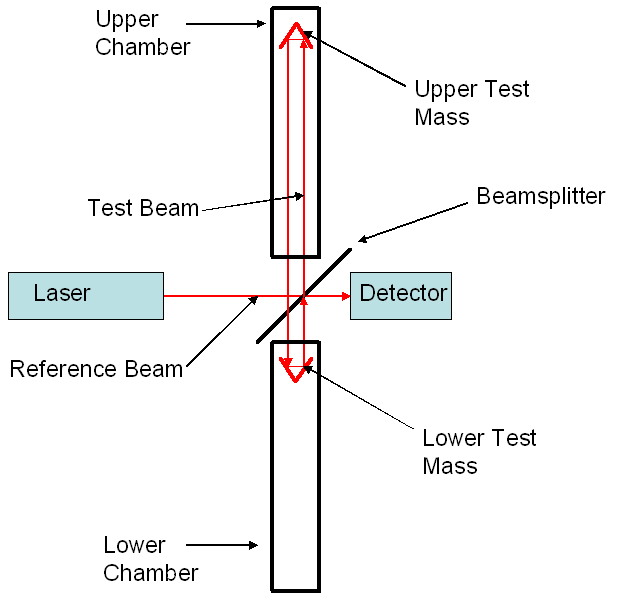 Upper
Chamber
Upper Test
Mass
Test Beam
Beamsplitter
Laser
Detector
Reference Beam
Lower Test
Mass
Lower
Chamber